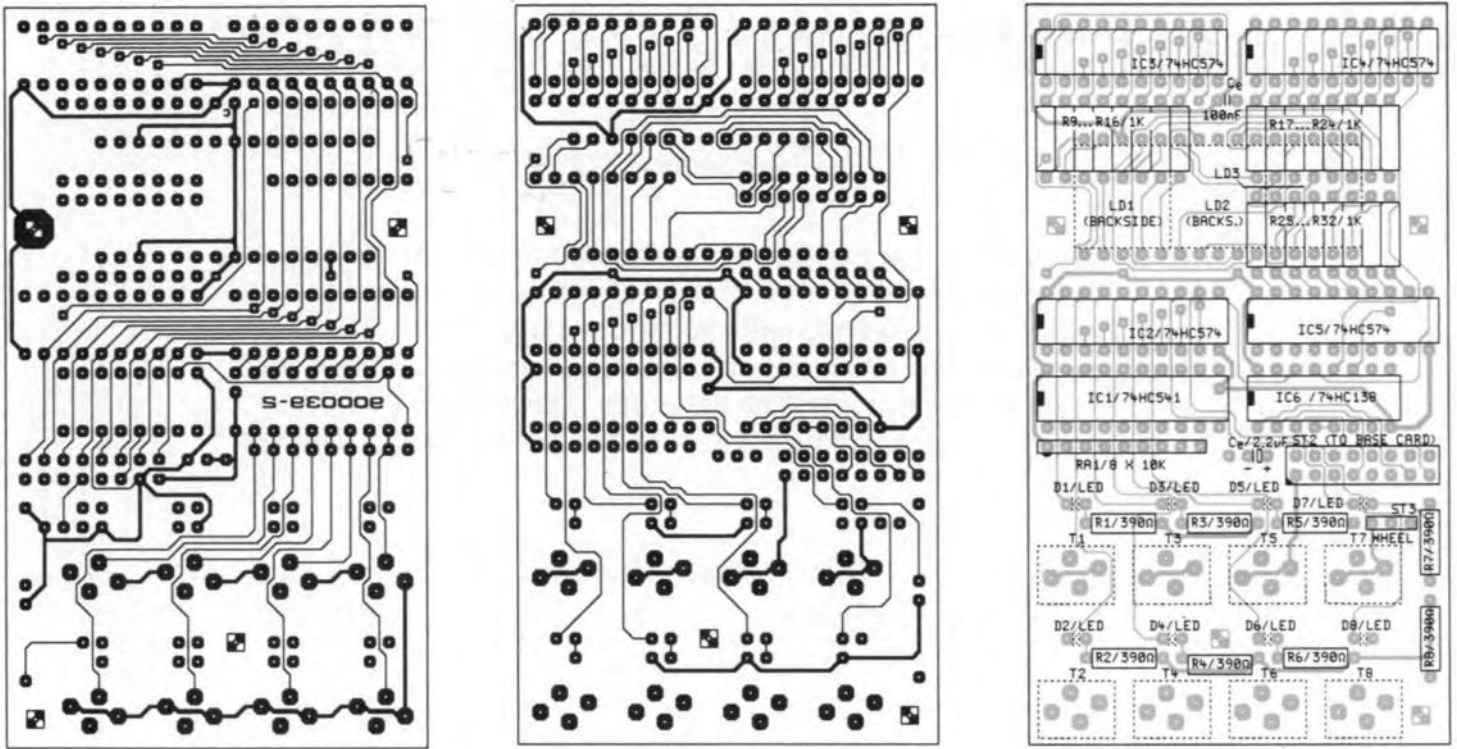 900039-2
C
IC3/74HC574
IC4/74HC574
Ce
100nF
R9...R16/1K
R17...R24/1K
LD3
LD1
(BACKSIDE)
LD2
(BACKS.)
R25...R32/1K
IC2/74HC574
IC5/74HC574
IC1/74HC541
IC6 /74HC138
Ce/2.2uF
ST2 (TO BASE CARD)
RA1/8 X 10K
- +
D1/LED
D3/LED
D5/LED
D7/LED
ST3
R1/390Ω
R3/390Ω
R5/390Ω
WHEEL
R7/390Ω
T1
T3
T5
T7
D2/LED
D4/LED
D6/LED
D8/LED
R2/390Ω
R4/390Ω
R6/390Ω
R8/390Ω
T2
T4
T6
T8